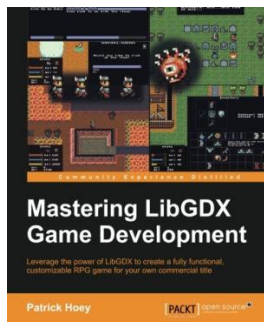 Community Experience Distilled
Mastering LibGDX
Game Development
Leverage the power of LibGDX to create a fully functional,
customizable RPG game for your own commercial title
Patrick Hoey
[PACKT] open source
PUBLISHING